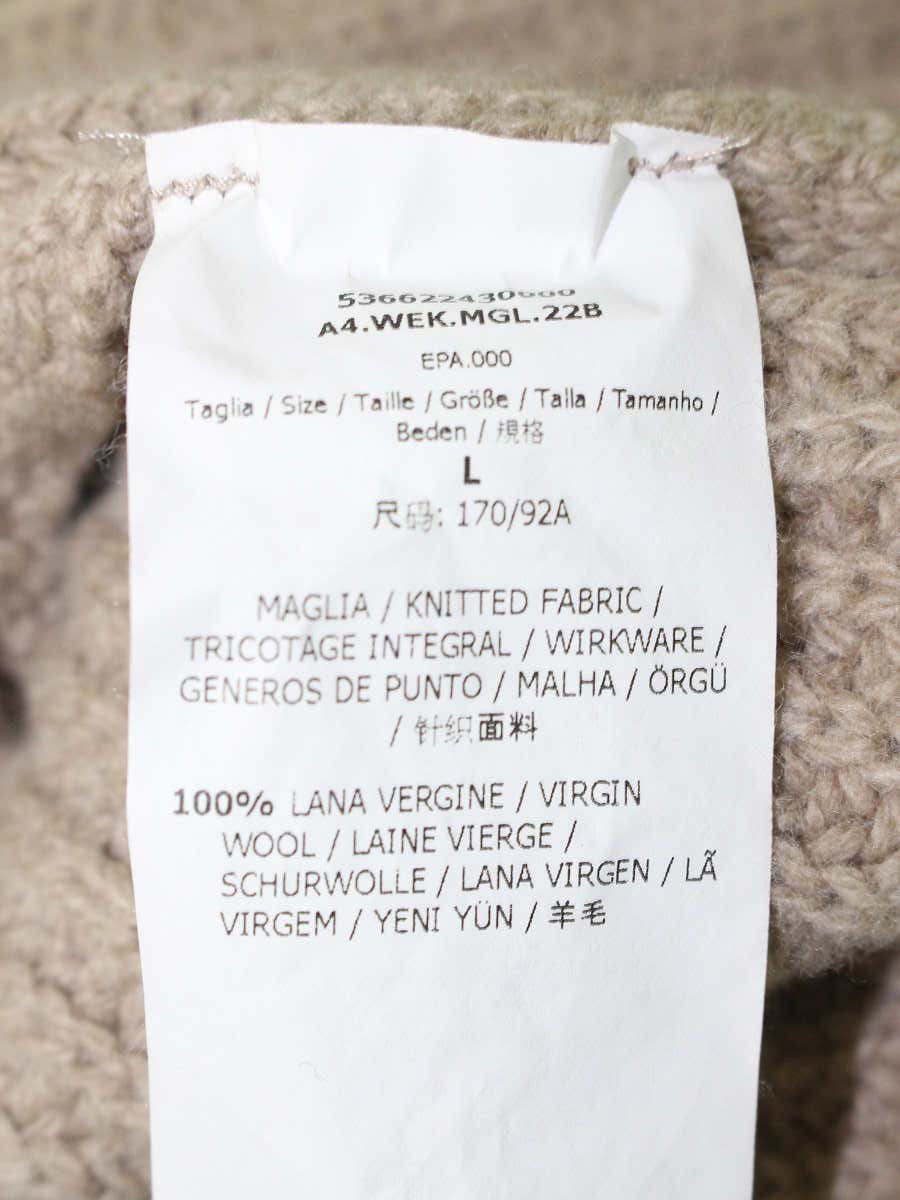 536622430600
A4.WEK.MGL.22B
EPA.000
Taglia / Size / Taille / Größe / Talla / Tamanho /
Beden / 規格
L
尺码: 170/92A
MAGLIA / KNITTED FABRIC /
TRICOTAGE INTEGRAL / WIRKWARE /
GENEROS DE PUNTO / MALHA / ÖRGÜ
/ 针织面料
100% LANA VERGINE / VIRGIN
WOOL / LAINE VIERGE /
SCHURWOLLE / LANA VIRGEN / LÃ
VIRGEM / YENI YÜN / 羊毛